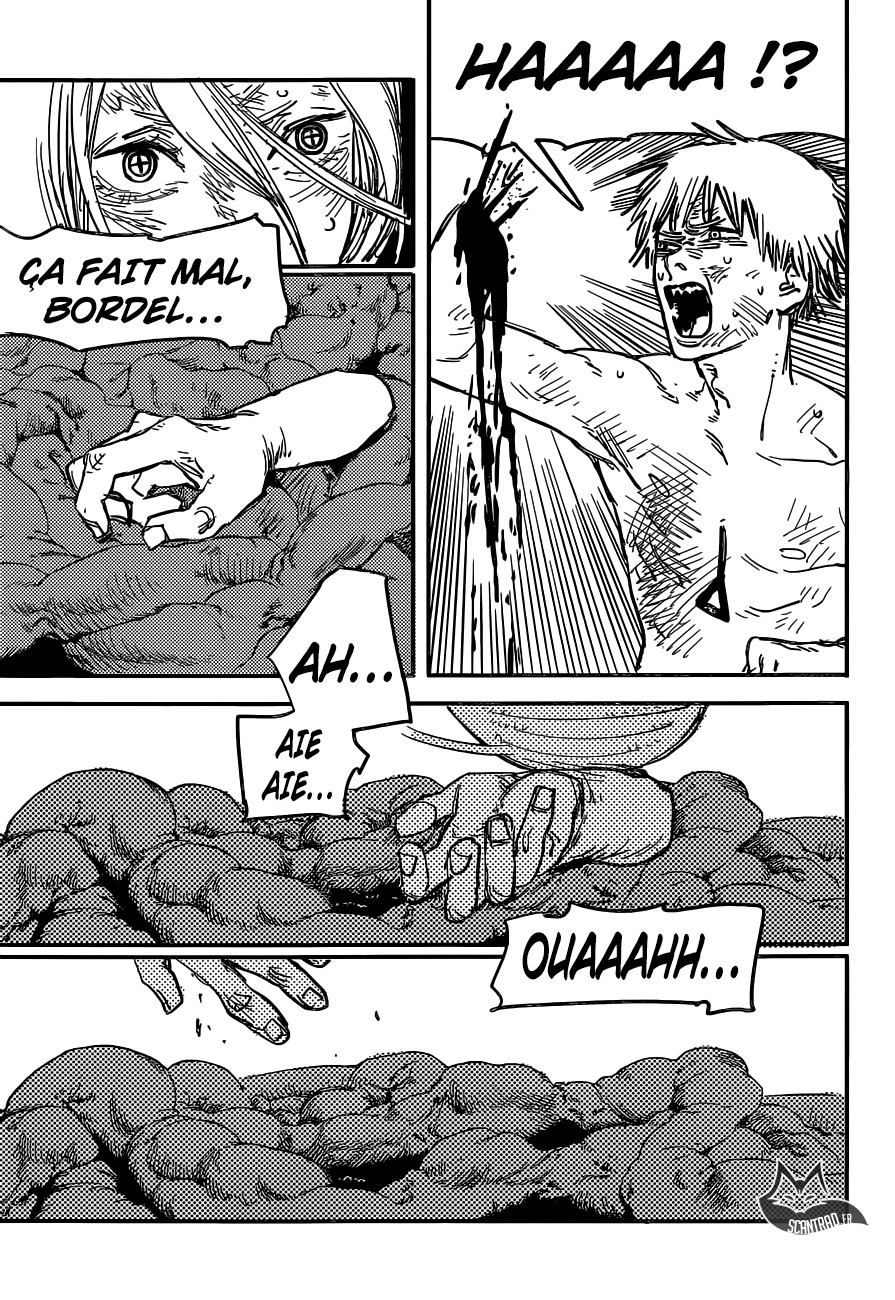 HAAAAA !?
ÇA FAIT MAL,
BORDEL...
AH...
AIE
AIE...
OUAAAHH...
SCANTRAD.FR